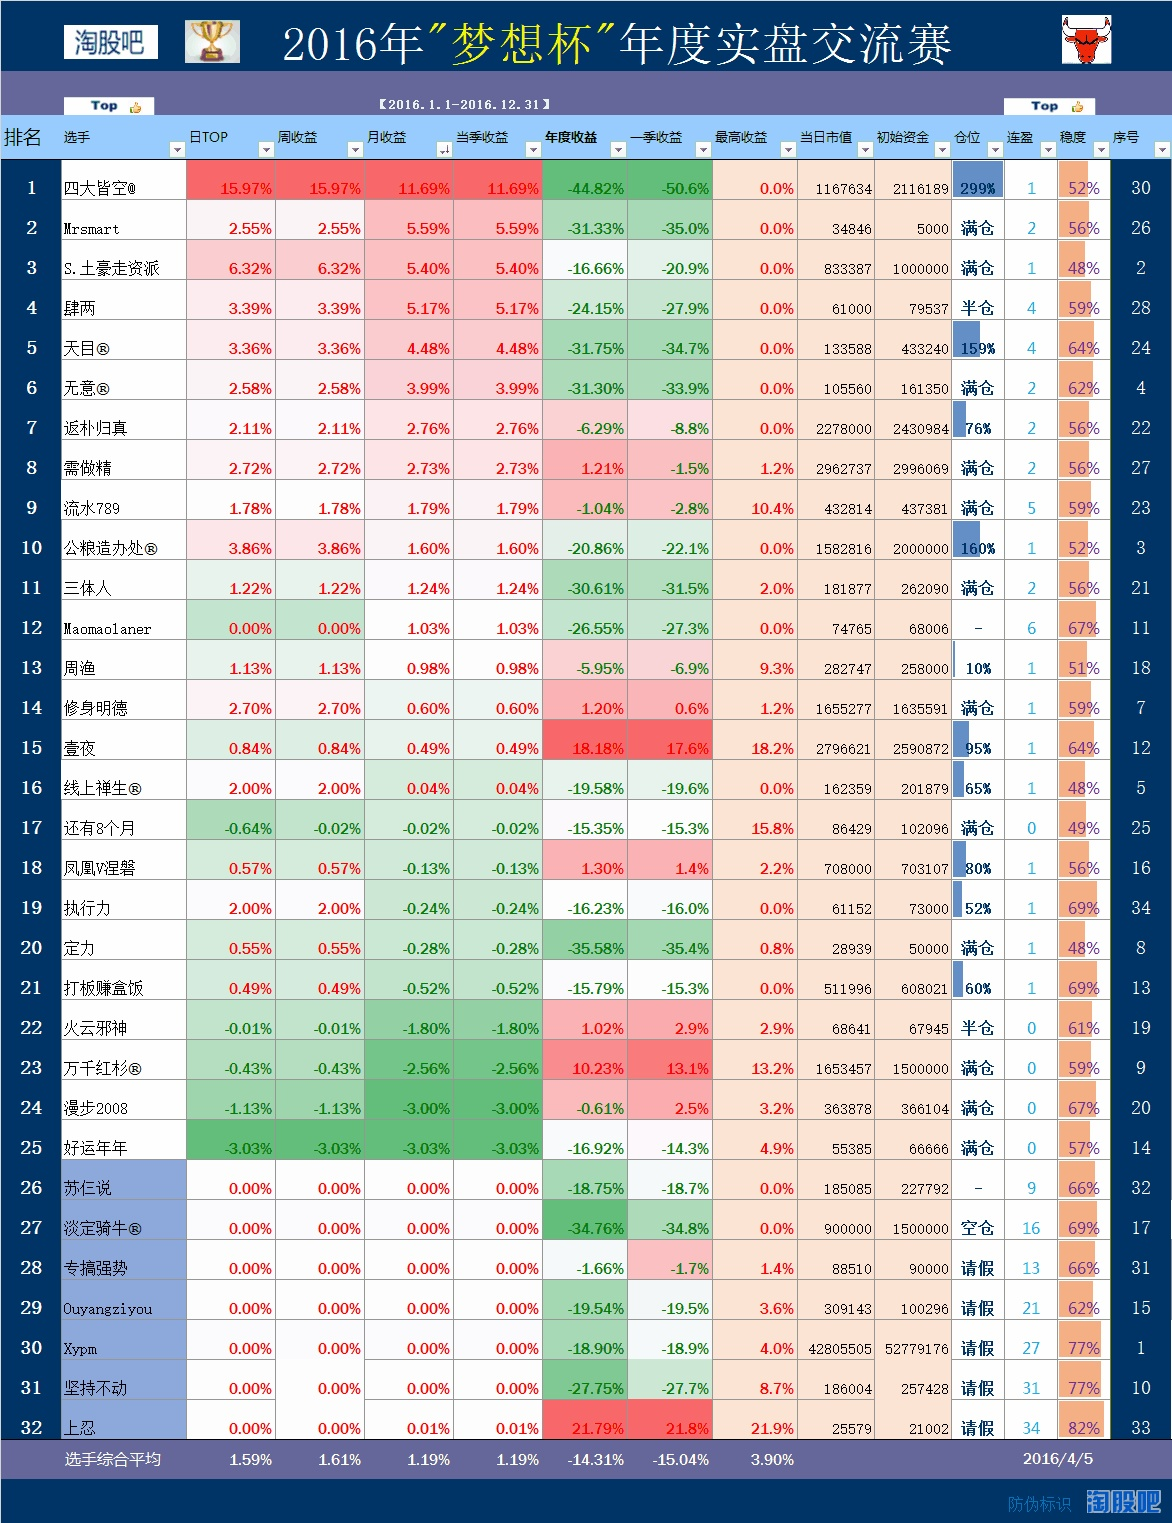 淘股吧 2016年"梦想杯"年度实盘交流赛
Top 【2016.1.1-2016.12.31】 Top
排名 选手 日TOP 周收益 月收益 当季收益 年度收益 一季收益 最高收益 当日市值 初始资金 仓位 连盈 稳度 序号
1 四大皆空@ 15.97% 15.97% 11.69% 11.69% -44.82% -50.6% 0.0% 1167634 2116189 299% 1 52% 30
2 Mrsmart 2.55% 2.55% 5.59% 5.59% -31.33% -35.0% 0.0% 34846 5000 满仓 2 56% 26
3 S.土豪走资派 6.32% 6.32% 5.40% 5.40% -16.66% -20.9% 0.0% 833387 1000000 满仓 1 48% 2
4 肆两 3.39% 3.39% 5.17% 5.17% -24.15% -27.9% 0.0% 61000 79537 半仓 4 59% 28
5 天目® 3.36% 3.36% 4.48% 4.48% -31.75% -34.7% 0.0% 133588 433240 159% 4 64% 24
6 无意® 2.58% 2.58% 3.99% 3.99% -31.30% -33.9% 0.0% 105560 161350 满仓 2 62% 4
7 返朴归真 2.11% 2.11% 2.76% 2.76% -6.29% -8.8% 0.0% 2278000 2430984 76% 2 56% 22
8 需做精 2.72% 2.72% 2.73% 2.73% 1.21% -1.5% 1.2% 2962737 2996069 满仓 2 56% 27
9 流水789 1.78% 1.78% 1.79% 1.79% -1.04% -2.8% 10.4% 432814 437381 满仓 5 59% 23
10 公粮造办处® 3.86% 3.86% 1.60% 1.60% -20.86% -22.1% 0.0% 1582816 2000000 160% 1 52% 3
11 三体人 1.22% 1.22% 1.24% 1.24% -30.61% -31.5% 2.0% 181877 262090 满仓 2 56% 21
12 Maomaolaner 0.00% 0.00% 1.03% 1.03% -26.55% -27.3% 0.0% 74765 68006 - 6 67% 11
13 周渔 1.13% 1.13% 0.98% 0.98% -5.95% -6.9% 9.3% 282747 258000 10% 1 51% 18
14 修身明德 2.70% 2.70% 0.60% 0.60% 1.20% 0.6% 1.2% 1655277 1635591 满仓 1 59% 7
15 壹夜 0.84% 0.84% 0.49% 0.49% 18.18% 17.6% 18.2% 2796621 2590872 95% 1 64% 12
16 线上禅生® 2.00% 2.00% 0.04% 0.04% -19.58% -19.6% 0.0% 162359 201879 65% 1 48% 5
17 还有8个月 -0.64% -0.02% -0.02% -0.02% -15.35% -15.3% 15.8% 86429 102096 满仓 0 49% 25
18 凤凰V涅磐 0.57% 0.57% -0.13% -0.13% 1.30% 1.4% 2.2% 708000 703107 80% 1 56% 16
19 执行力 2.00% 2.00% -0.24% -0.24% -16.23% -16.0% 0.0% 61152 73000 52% 1 69% 34
20 定力 0.55% 0.55% -0.28% -0.28% -35.58% -35.4% 0.8% 28939 50000 满仓 1 48% 8
21 打板赚盒饭 0.49% 0.49% -0.52% -0.52% -15.79% -15.3% 0.0% 511996 608021 60% 1 69% 13
22 火云邪神 -0.01% -0.01% -1.80% -1.80% 1.02% 2.9% 2.9% 68641 67945 半仓 0 61% 19
23 万千红杉® -0.43% -0.43% -2.56% -2.56% 10.23% 13.1% 13.2% 1653457 1500000 满仓 0 59% 9
24 漫步2008 -1.13% -1.13% -3.00% -3.00% -0.61% 2.5% 3.2% 363878 366104 满仓 0 67% 20
25 好运年年 -3.03% -3.03% -3.03% -3.03% -16.92% -14.3% 4.9% 55385 66666 满仓 0 57% 14
26 苏仨说 0.00% 0.00% 0.00% 0.00% -18.75% -18.7% 0.0% 185085 227792 - 9 66% 32
27 淡定骑牛® 0.00% 0.00% 0.00% 0.00% -34.76% -34.8% 0.0% 900000 1500000 空仓 16 69% 17
28 专搞强势 0.00% 0.00% 0.00% 0.00% -1.66% -1.7% 1.4% 88510 90000 请假 13 66% 31
29 Ouyangziyou 0.00% 0.00% 0.00% 0.00% -19.54% -19.5% 3.6% 309143 100296 请假 21 62% 15
30 Xypm 0.00% 0.00% 0.00% 0.00% -18.90% -18.9% 4.0% 42805505 52779176 请假 27 77% 1
31 坚持不动 0.00% 0.00% 0.00% 0.00% -27.75% -27.7% 8.7% 186004 257428 请假 31 77% 10
32 上忍 0.00% 0.00% 0.01% 0.01% 21.79% 21.8% 21.9% 25579 21002 请假 34 82% 33
选手综合平均 1.59% 1.61% 1.19% 1.19% -14.31% -15.04% 3.90% 2016/4/5
防伪标识 淘股吧